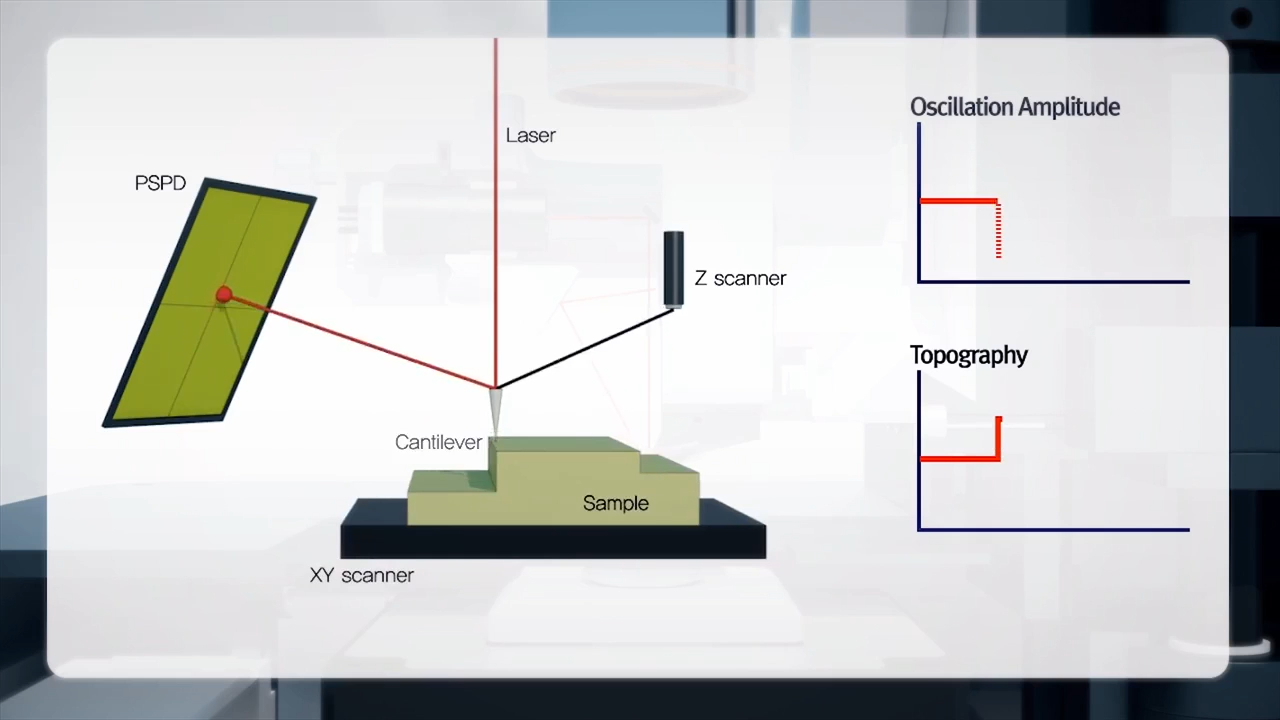 Oscillation Amplitude
Laser
PSPD
Z scanner
Topography
Cantilever
Sample
XY scanner